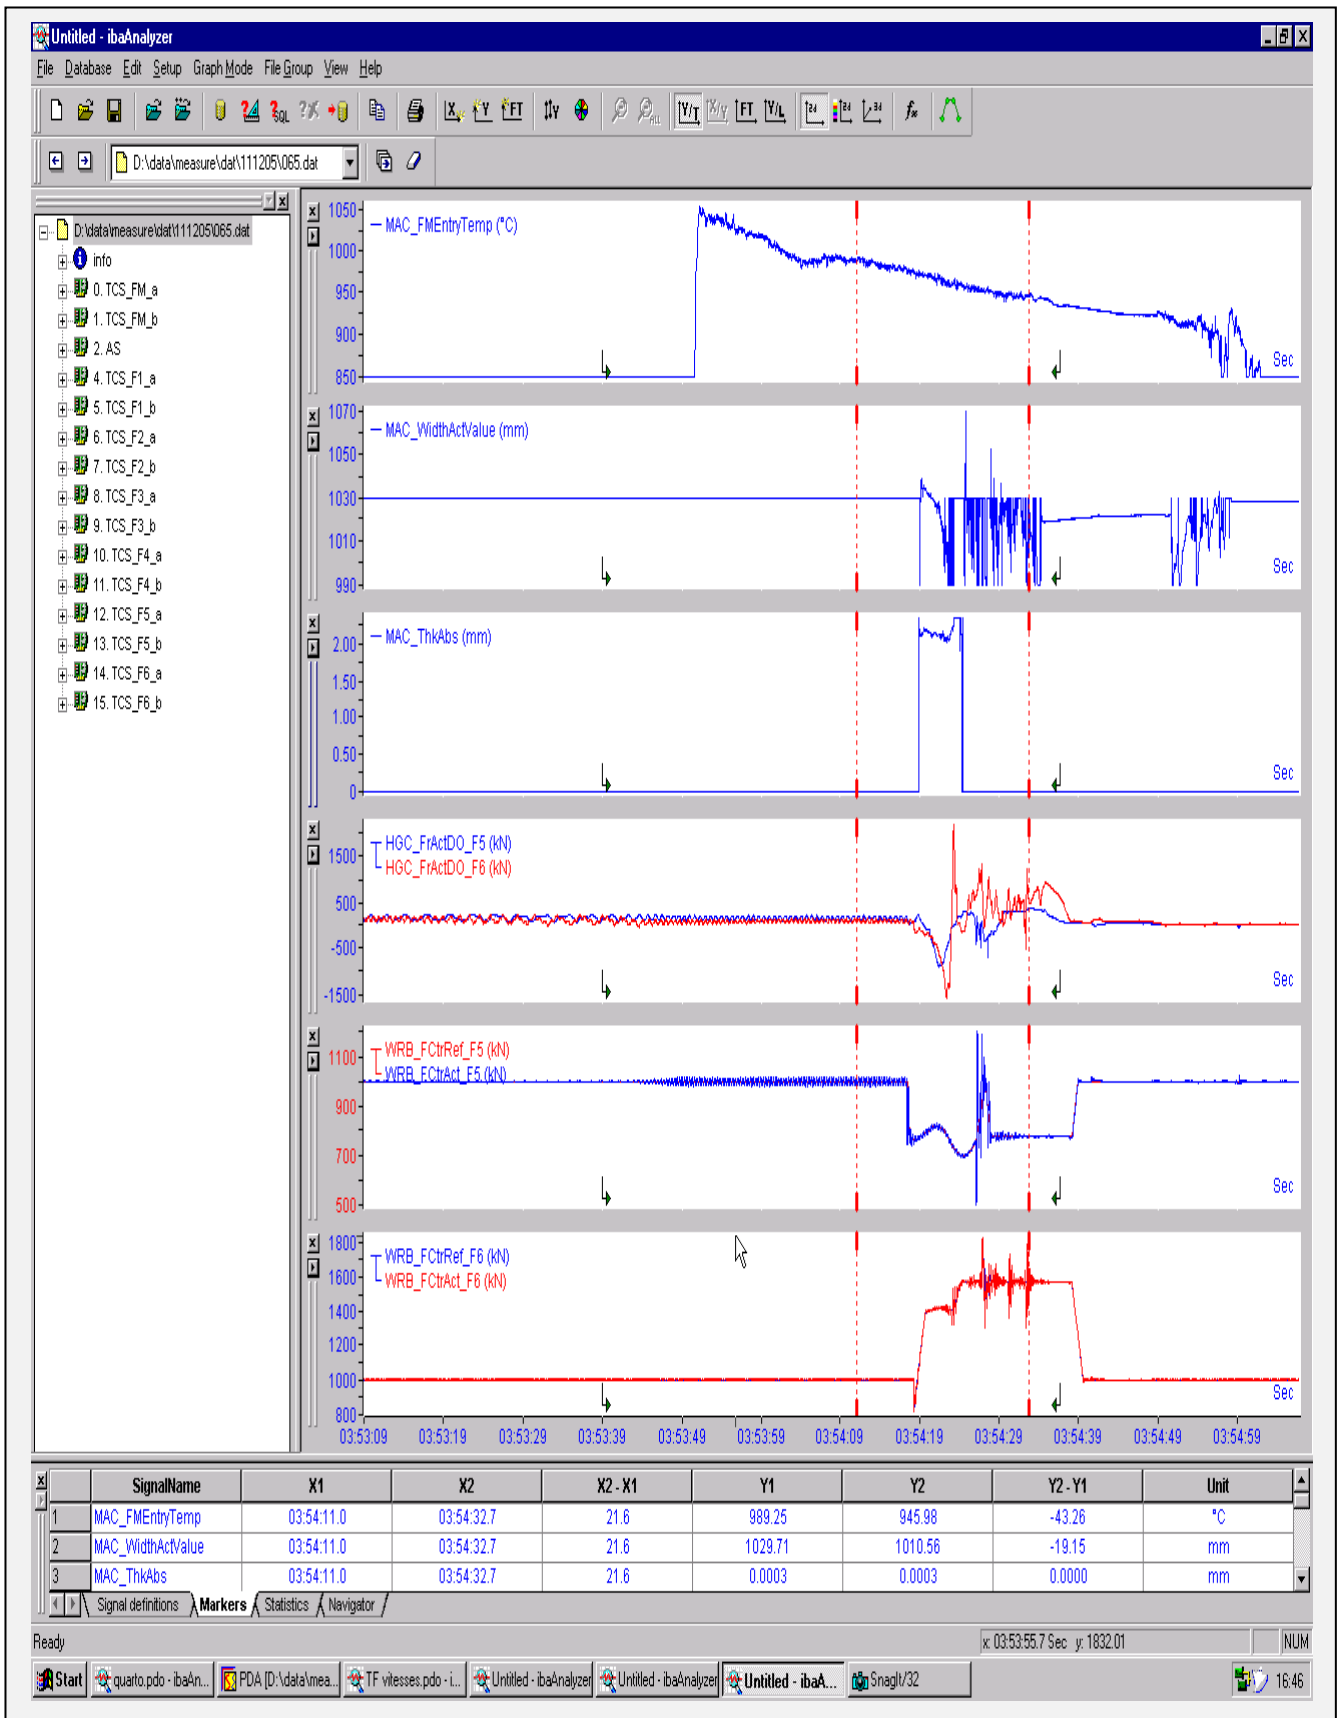 Untitled - ibaAnalyzer
File Database Edit Setup Graph Mode File Group View Help
D:\data\measure\dat\111205\065.dat
D:\data\measure\dat\111205\065.dat
info
0. TCS_FM_a
1. TCS_FM_b
2. AS
4. TCS_F1_a
5. TCS_F1_b
6. TCS_F2_a
7. TCS_F2_b
8. TCS_F3_a
9. TCS_F3_b
10. TCS_F4_a
11. TCS_F4_b
12. TCS_F5_a
13. TCS_F5_b
14. TCS_F6_a
15. TCS_F6_b
MAC_FMEntryTemp (°C)
1050
1000
950
900
850
Sec
MAC_WidthActValue (mm)
1070
1050
1030
1010
990
Sec
MAC_ThkAbs (mm)
2.00
1.50
1.00
0.50
0
Sec
HGC_FrActDO_F5 (kN)
HGC_FrActDO_F6 (kN)
1500
500
-500
-1500
Sec
WRB_FCtrRef_F5 (kN)
WRB_FCtrAct_F5 (kN)
1100
900
700
500
Sec
WRB_FCtrRef_F6 (kN)
WRB_FCtrAct_F6 (kN)
1800
1600
1400
1200
1000
800
Sec
03:53:09 03:53:19 03:53:29 03:53:39 03:53:49 03:53:59 03:54:09 03:54:19 03:54:29 03:54:39 03:54:49 03:54:59
SignalName X1 X2 X2 - X1 Y1 Y2 Y2 - Y1 Unit
1 MAC_FMEntryTemp 03:54:11.0 03:54:32.7 21.6 989.25 945.98 -43.26 °C
2 MAC_WidthActValue 03:54:11.0 03:54:32.7 21.6 1029.71 1010.56 -19.15 mm
3 MAC_ThkAbs 03:54:11.0 03:54:32.7 21.6 0.0003 0.0003 0.0000 mm
Signal definitions Markers Statistics Navigator
Ready x: 03:53:55.7 Sec y: 1832.01 NUM
Start quarto.pdo - ibaAn... PDA [D:\data\mea... TF vitesses.pdo - i... Untitled - ibaAnalyzer Untitled - ibaAnalyzer Untitled - ibaA... SnagIt/32 16:46